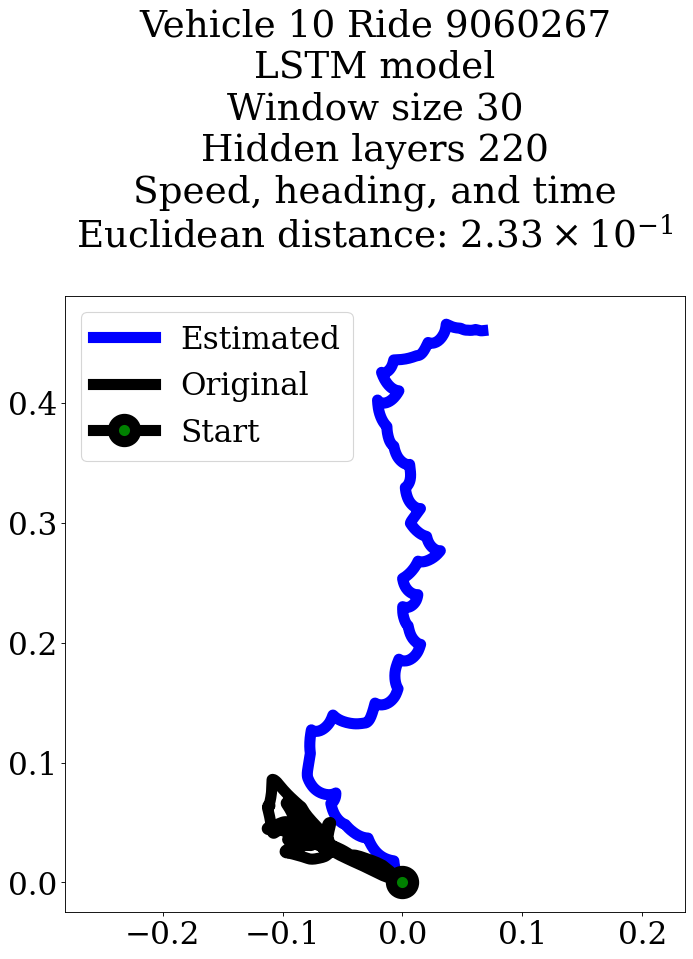 Vehicle 10 Ride 9060267
LSTM model
Window size 30
Hidden layers 220
Speed, heading, and time
Euclidean distance: 2.33 × 10⁻¹
Estimated
Original
Start
0.4
0.3
0.2
0.1
0.0
−0.2
−0.1
0.0
0.1
0.2